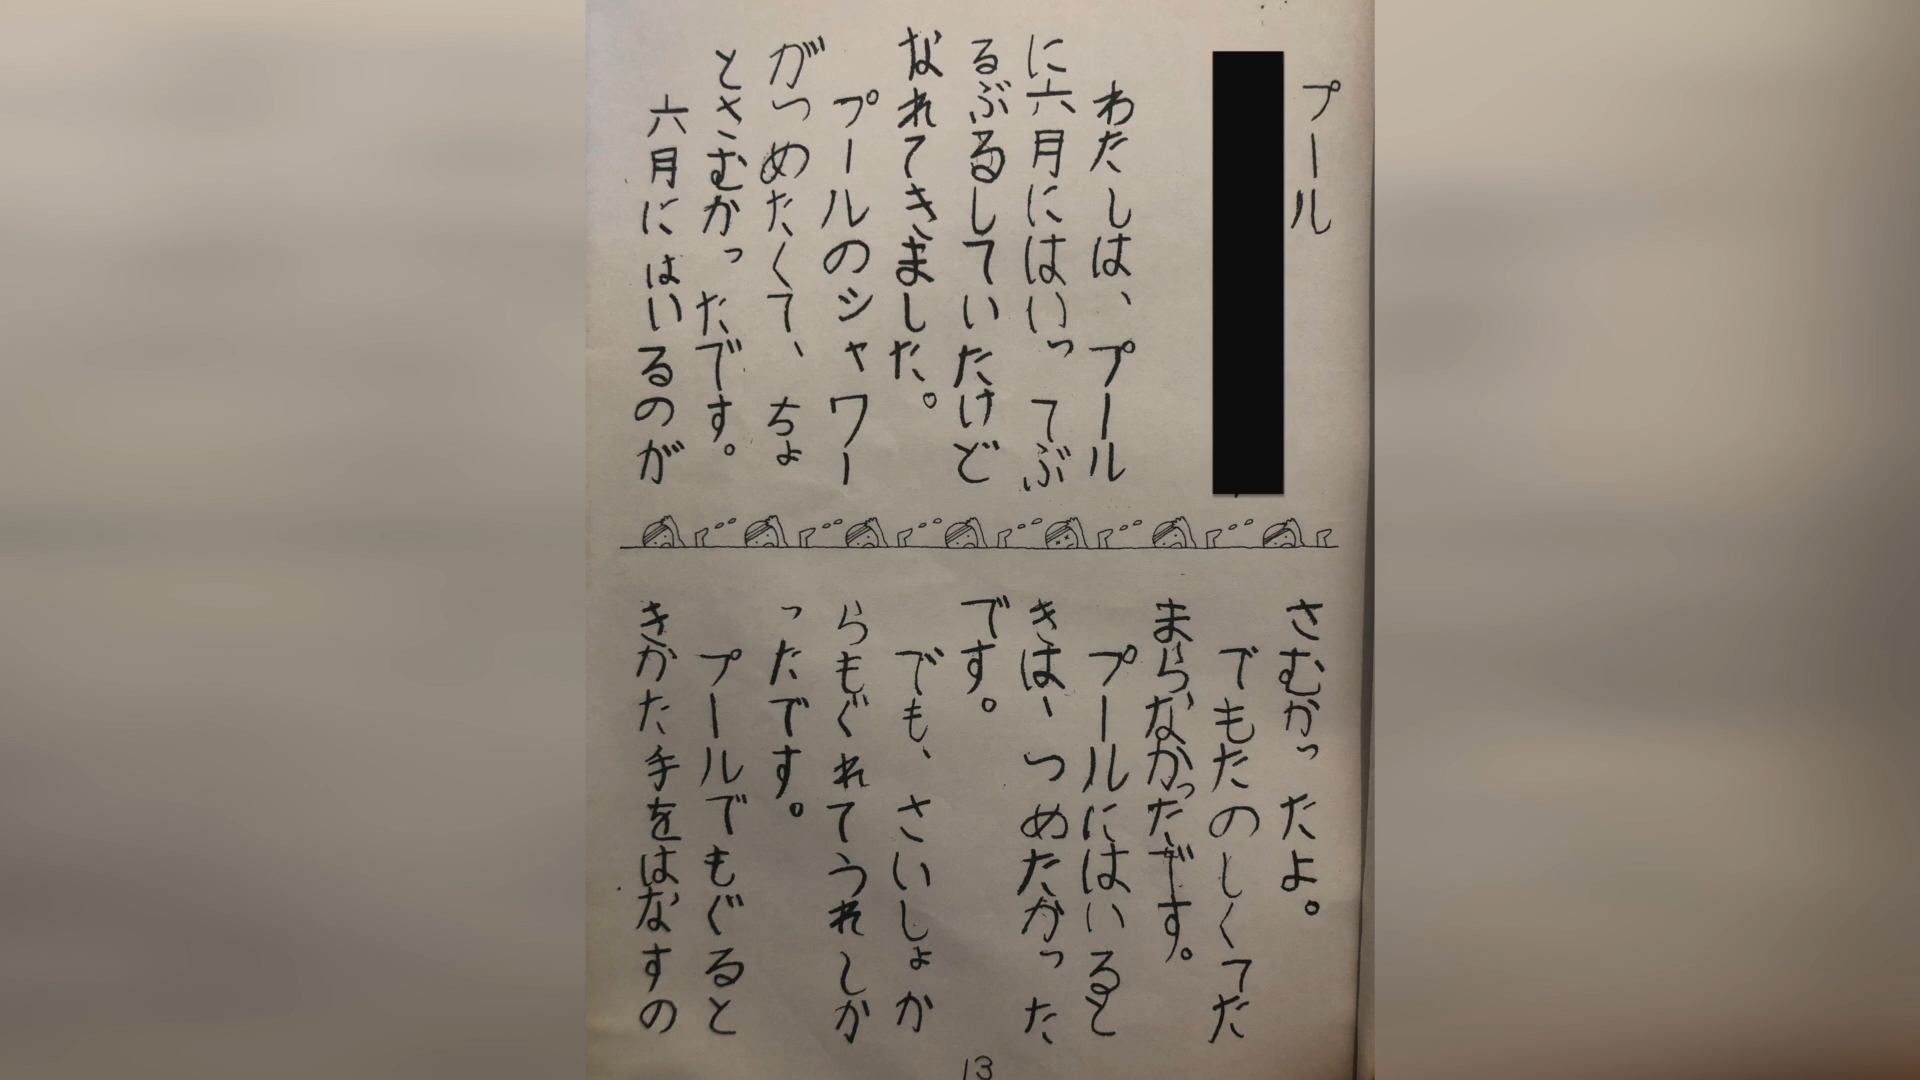 プール
わたしは、プール
に六月にはいってぶ
るぶるしていたけど
なれてきました。
プールのシャワー
がつめたくて、ちょ
とさむかったです。
六月にはいるのが
さむかったよ。
でもたのしくてだ
まらなかったです。
プールにはいると
きは、つめたかった
です。
でも、さいしょか
らもぐれてうれしか
ったです。
プールでもぐると
きかた手をはなすの
13